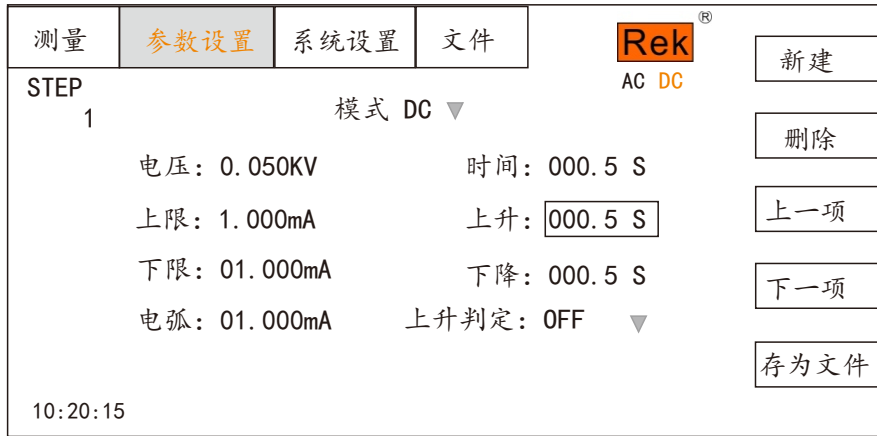 测量 参数设置 系统设置 文件 Rek ®
AC DC
STEP
1
模式 DC ▼
电压：0.050KV 时间：000.5 S
上限：1.000mA 上升：000.5 S
下限：01.000mA 下降：000.5 S
电弧：01.000mA 上升判定：OFF ▼
10:20:15
新建
删除
上一项
下一项
存为文件